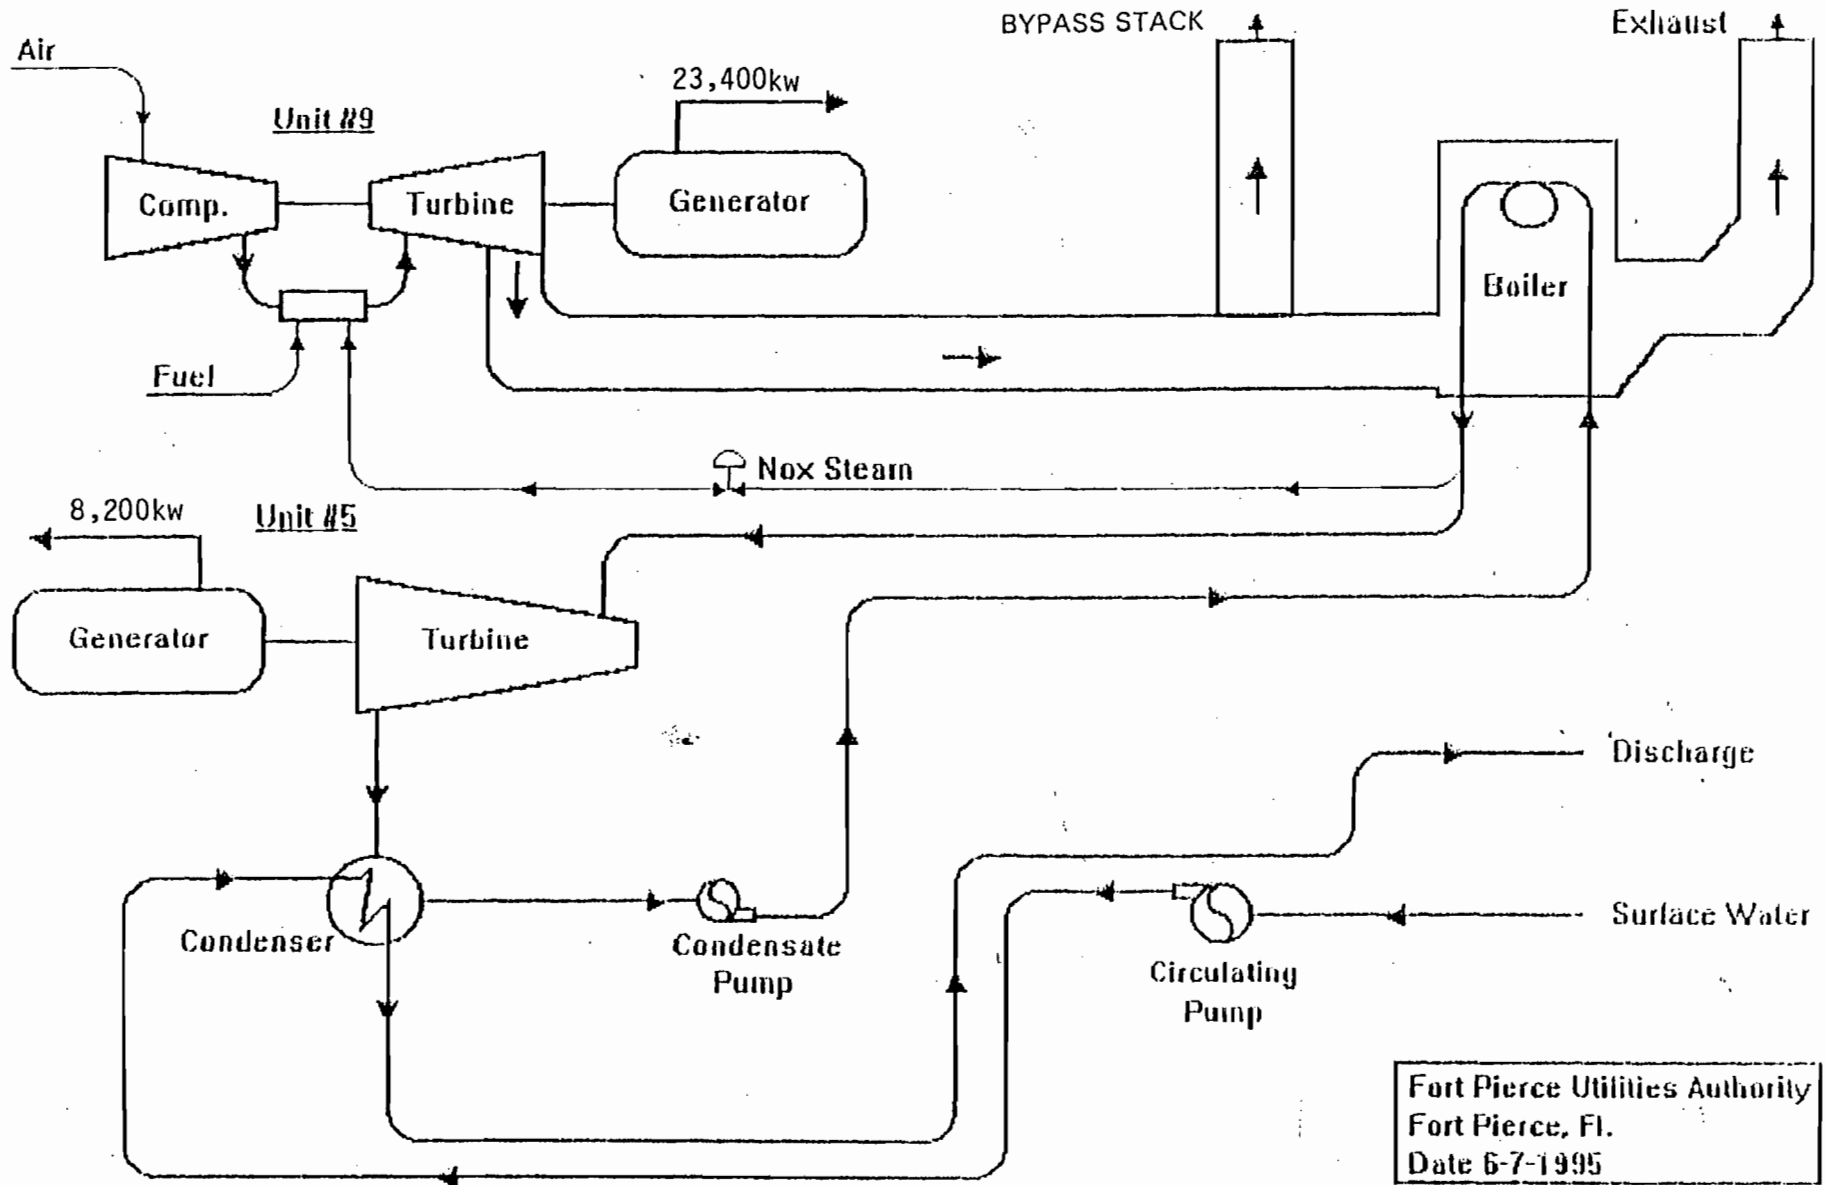 BYPASS STACK
Exhaust
Air
23,400kw
Unit #9
Comp.
Turbine
Generator
Boiler
Fuel
Nox Steam
8,200kw
Unit #5
Generator
Turbine
Discharge
Surface Water
Condenser
Condensate
Pump
Circulating
Pump
Fort Pierce Utilities Authority
Fort Pierce, Fl.
Date 6-7-1995